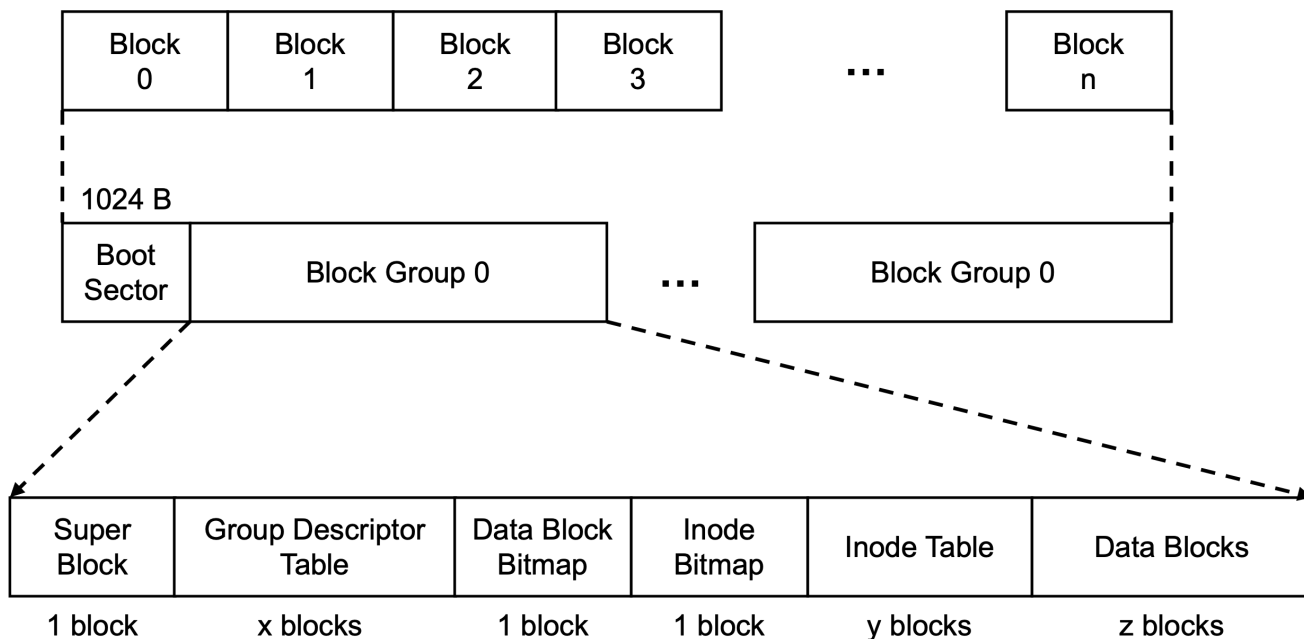 Block
0
Block
1
Block
2
Block
3
...
Block
n
1024 B
Boot
Sector
Block Group 0
...
Block Group 0
Super
Block
Group Descriptor
Table
Data Block
Bitmap
Inode
Bitmap
Inode Table
Data Blocks
1 block
x blocks
1 block
1 block
y blocks
z blocks